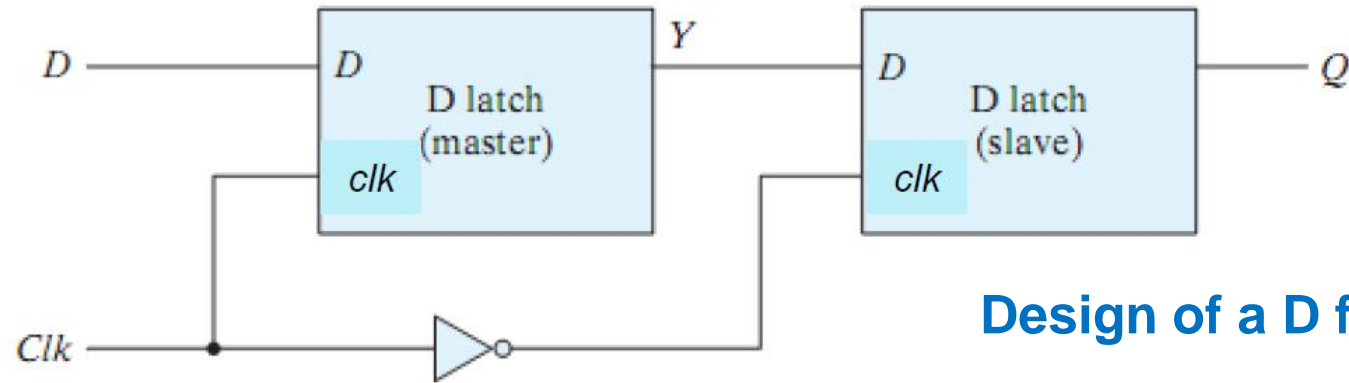 D
D
D latch
(master)
clk
Y
D
D latch
(slave)
clk
Q
Clk
Design of a D f